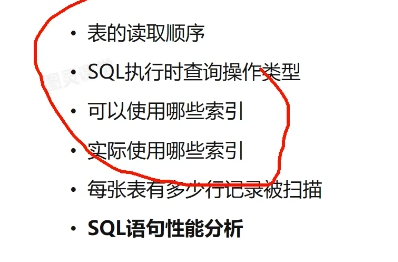 表的读取顺序
SQL执行时查询操作类型
可以使用哪些索引
实际使用哪些索引
每张表有多少行记录被扫描
SQL语句性能分析